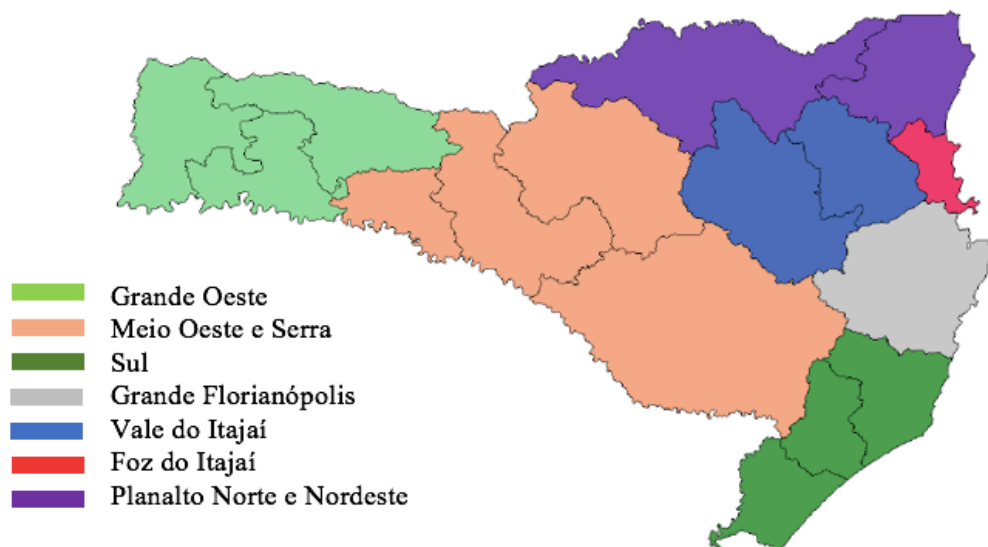 Grande Oeste
Meio Oeste e Serra
Sul
Grande Florianópolis
Vale do Itajaí
Foz do Itajaí
Planalto Norte e Nordeste